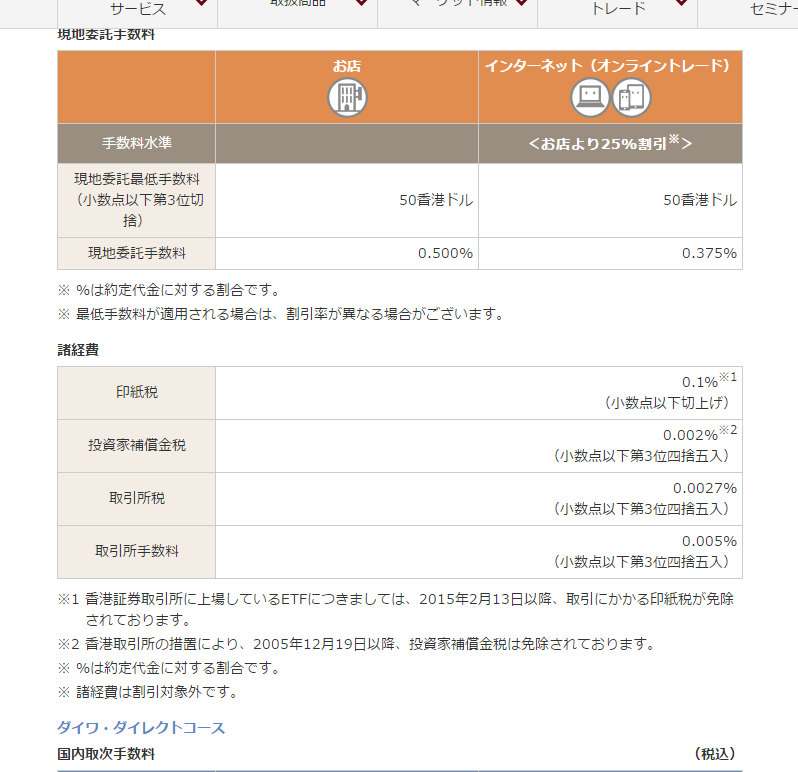 サービス
取扱商品
マーケット情報
トレード
セミナー
現地委託手数料
お店
インターネット（オンライントレード）
手数料水準
＜お店より25%割引※＞
現地委託最低手数料
（小数点以下第3位切
捨）
50香港ドル
50香港ドル
現地委託手数料
0.500%
0.375%
※ %は約定代金に対する割合です。
※ 最低手数料が適用される場合は、割引率が異なる場合がございます。
諸経費
印紙税
0.1%※1
（小数点以下切上げ）
投資家補償金税
0.002%※2
（小数点以下第3位四捨五入）
取引所税
0.0027%
（小数点以下第3位四捨五入）
取引所手数料
0.005%
（小数点以下第3位四捨五入）
※1 香港証券取引所に上場しているETFにつきましては、2015年2月13日以降、取引にかかる印紙税が免除
されております。
※2 香港取引所の措置により、2005年12月19日以降、投資家補償金税は免除されております。
※ %は約定代金に対する割合です。
※ 諸経費は割引対象外です。
ダイワ・ダイレクトコース
国内取次手数料
（税込）